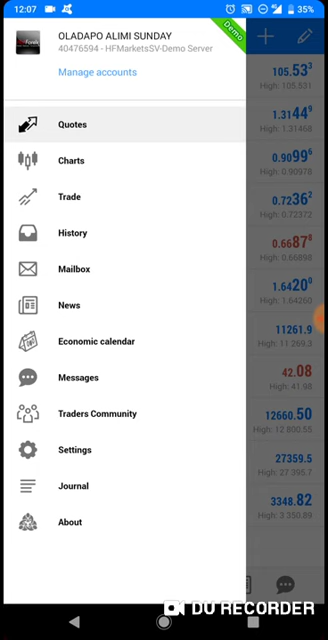 12:07
35%
OLADAPO ALIMI SUNDAY
40476594 - HFMarketsSV-Demo Server
Demo
Manage accounts
Quotes
Charts
Trade
History
Mailbox
News
Economic calendar
Messages
Traders Community
Settings
Journal
About
105.53³
High: 105.531
1.3144⁹
High: 1.31468
0.9099⁶
High: 0.90978
0.7236²
High: 0.72372
0.6687⁸
High: 0.66898
1.6420⁰
High: 1.64260
11261.9
High: 11 269.3
42.08
High: 41.98
12660.50
High: 12 800.55
27359.5
High: 27 395.7
3348.82
High: 3 350.89
DU RECORDER